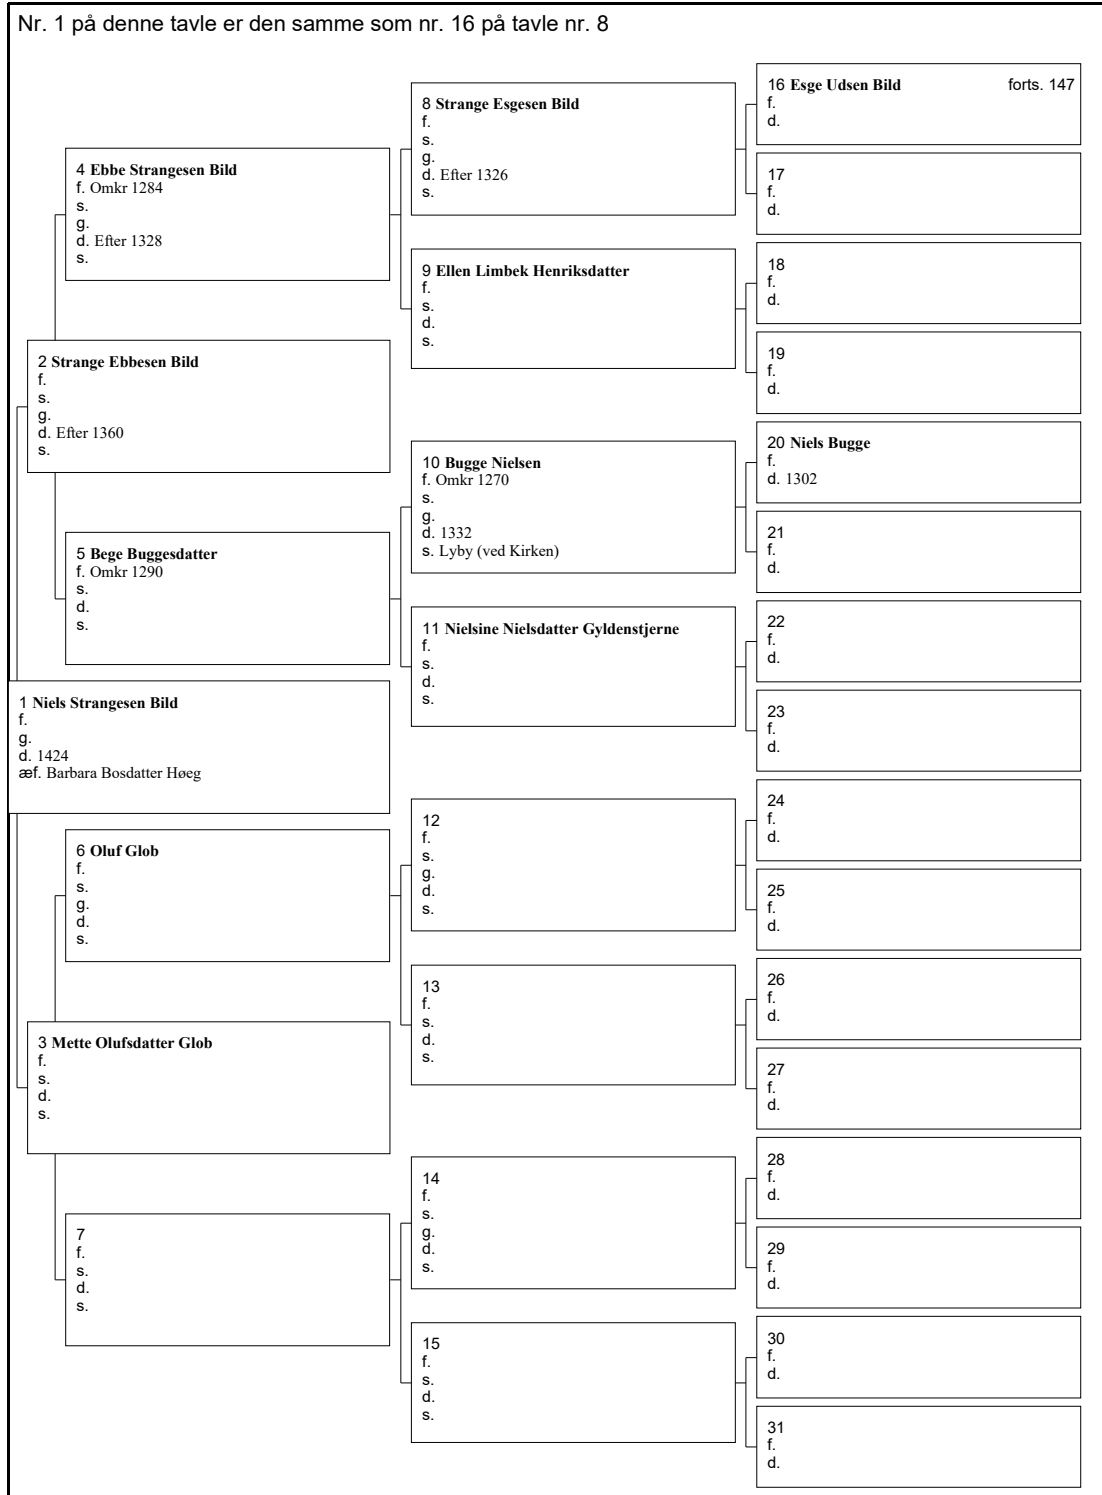 Nr. 1 på denne tavle er den samme som nr. 16 på tavle nr. 8
1 Niels Strangesen Bild
f.
g.
d. 1424
æf. Barbara Bosdatter Høeg
2 Strange Ebbesen Bild
f.
s.
g.
d. Efter 1360
s.
3 Mette Olufsdatter Glob
f.
s.
d.
s.
4 Ebbe Strangesen Bild
f. Omkr 1284
s.
g.
d. Efter 1328
s.
5 Bege Buggesdatter
f. Omkr 1290
s.
d.
s.
6 Oluf Glob
f.
s.
g.
d.
s.
7
f.
s.
d.
s.
8 Strange Esgesen Bild
f.
s.
g.
d. Efter 1326
s.
9 Ellen Limbek Henriksdatter
f.
s.
d.
s.
10 Bugge Nielsen
f. Omkr 1270
s.
g.
d. 1332
s. Lyby (ved Kirken)
11 Nielsine Nielsdatter Gyldenstjerne
f.
s.
d.
s.
12
f.
s.
g.
d.
s.
13
f.
s.
d.
s.
14
f.
s.
g.
d.
s.
15
f.
s.
d.
s.
16 Esge Udsen Bild forts. 147
f.
d.
17
f.
d.
18
f.
d.
19
f.
d.
20 Niels Bugge
f.
d. 1302
21
f.
d.
22
f.
d.
23
f.
d.
24
f.
d.
25
f.
d.
26
f.
d.
27
f.
d.
28
f.
d.
29
f.
d.
30
f.
d.
31
f.
d.